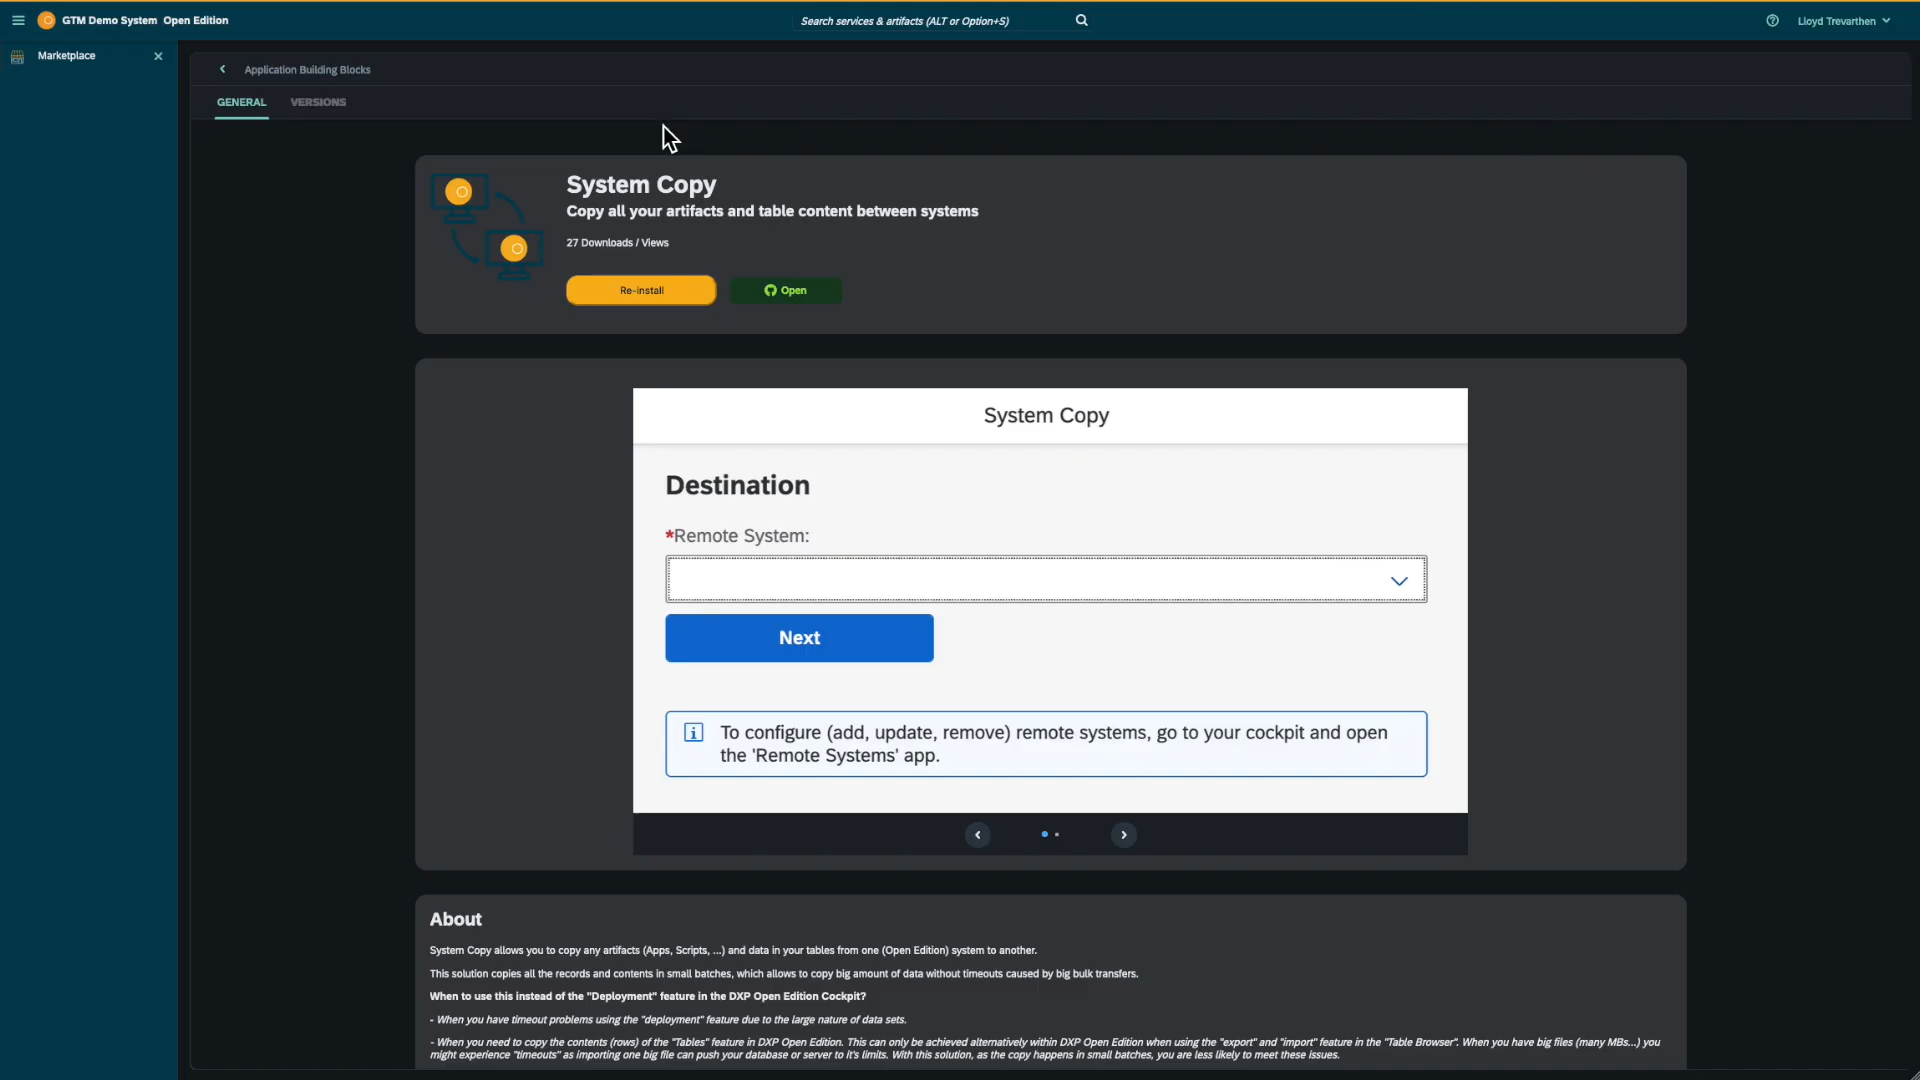 GTM Demo System Open Edition
Search services & artifacts (ALT or Option+S)
Lloyd Trevarthen
Marketplace
Application Building Blocks
GENERAL VERSIONS
System Copy
Copy all your artifacts and table content between systems
27 Downloads / Views
Re-install Open
System Copy
Destination
*Remote System:
Next
To configure (add, update, remove) remote systems, go to your cockpit and open
the 'Remote Systems' app.
About
System Copy allows you to copy any artifacts (Apps, Scripts, ...) and data in your tables from one (Open Edition) system to another.
This solution copies all the records and contents in small batches, which allows to copy big amount of data without timeouts caused by big bulk transfers.
When to use this instead of the "Deployment" feature in the DXP Open Edition Cockpit?
- When you have timeout problems using the "deployment" feature due to the large nature of data sets.
- When you need to copy the contents (rows) of the "Tables" feature in DXP Open Edition. This can only be achieved alternatively within DXP Open Edition when using the "export" and "import" feature in the "Table Browser". When you have big files (many MBs...) you
might experience "timeouts" as importing one big file can push your database or server to it's limits. With this solution, as the copy happens in small batches, you are less likely to meet these issues.